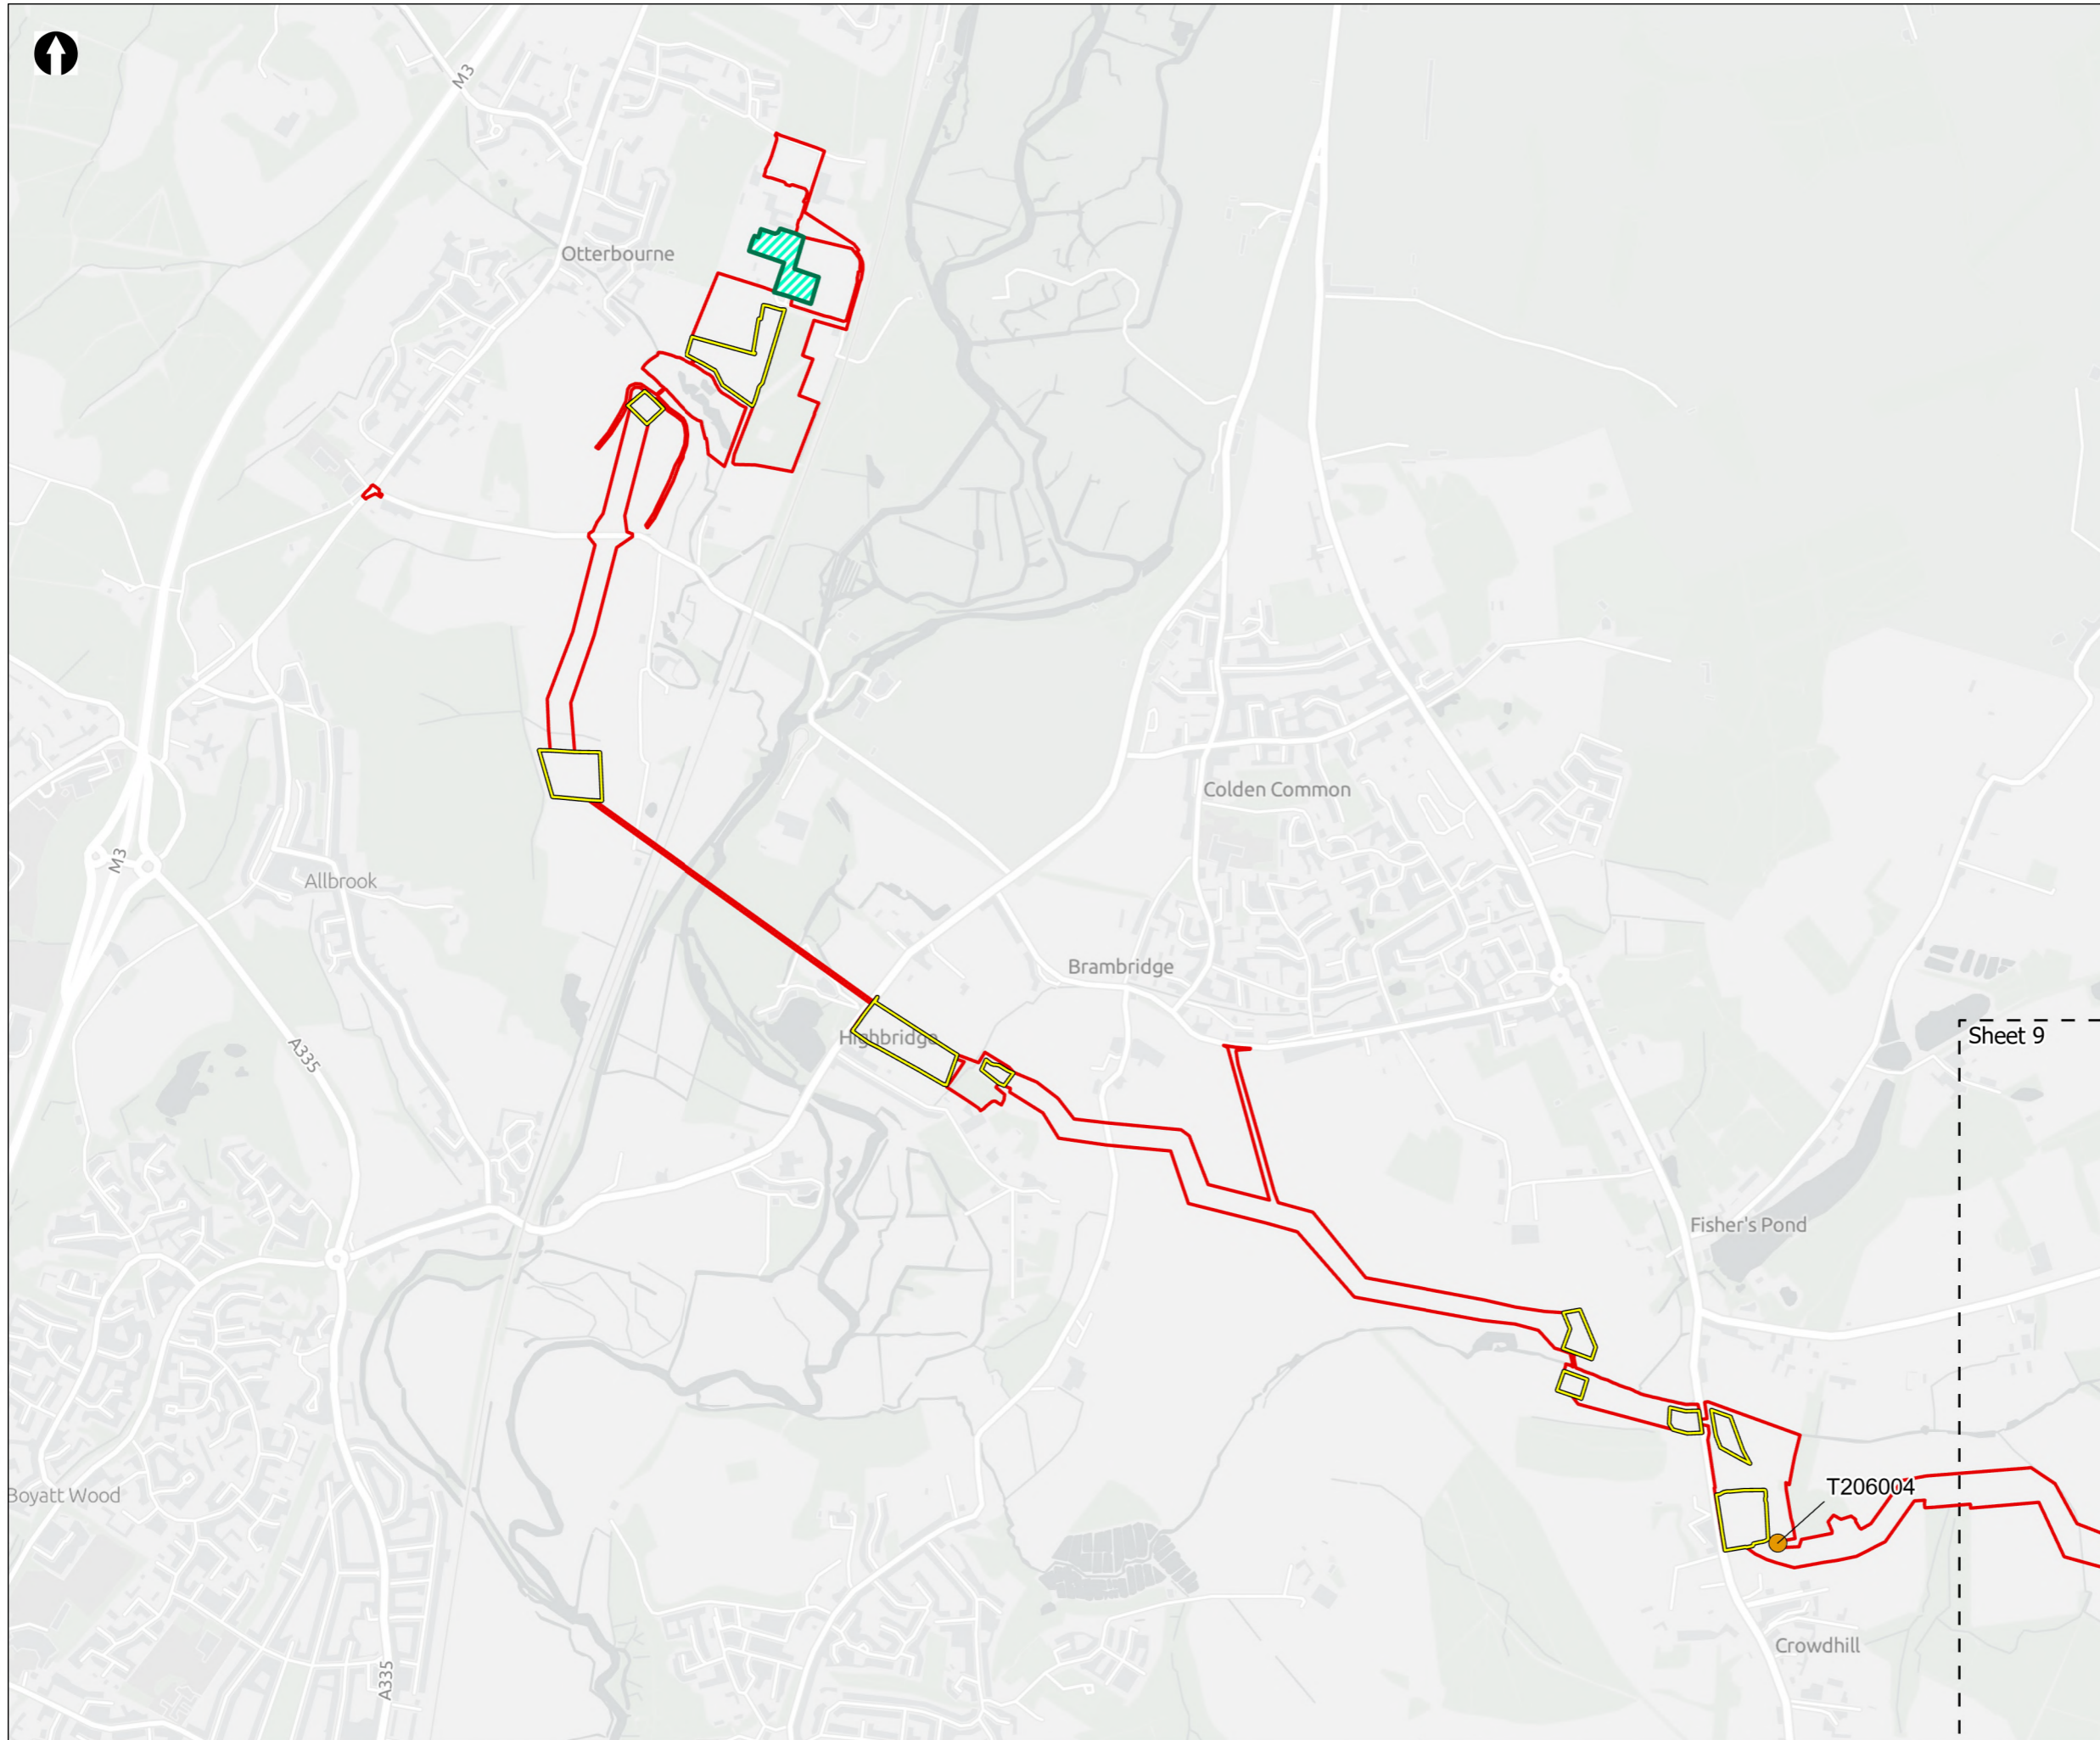 M3
Otterbourne
Colden Common
M3
Allbrook
Brambridge
Highbridge
Sheet 9
A335
Fisher's Pond
T206004
Boyatt Wood
Crowdhill
A335